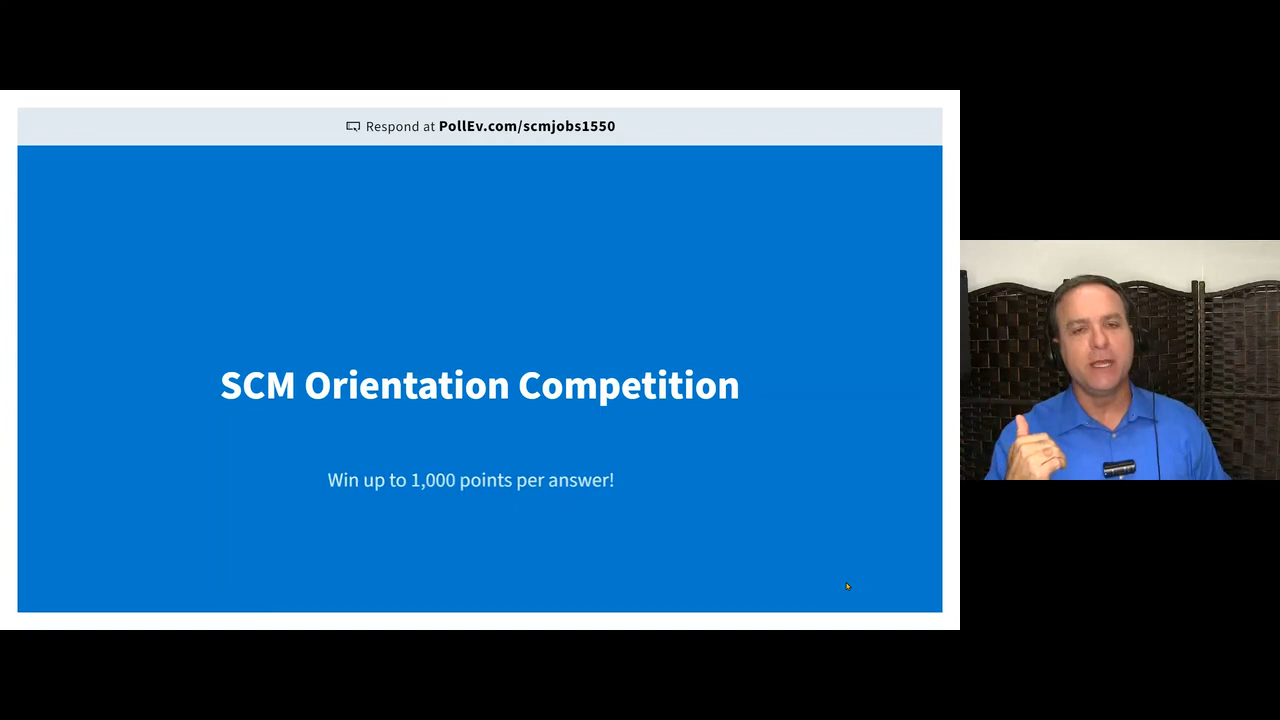 Respond at PollEv.com/scmjobs1550
SCM Orientation Competition
Win up to 1,000 points per answer!